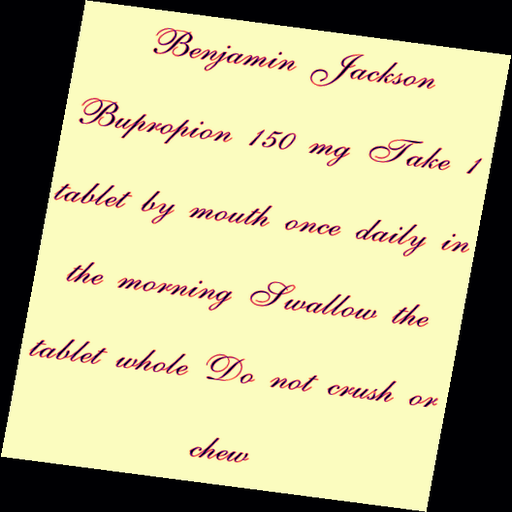 Benjamin Jackson
Bupropion 150 mg Take 1
tablet by mouth once daily in
the morning Swallow the
tablet whole Do not crush or
chew